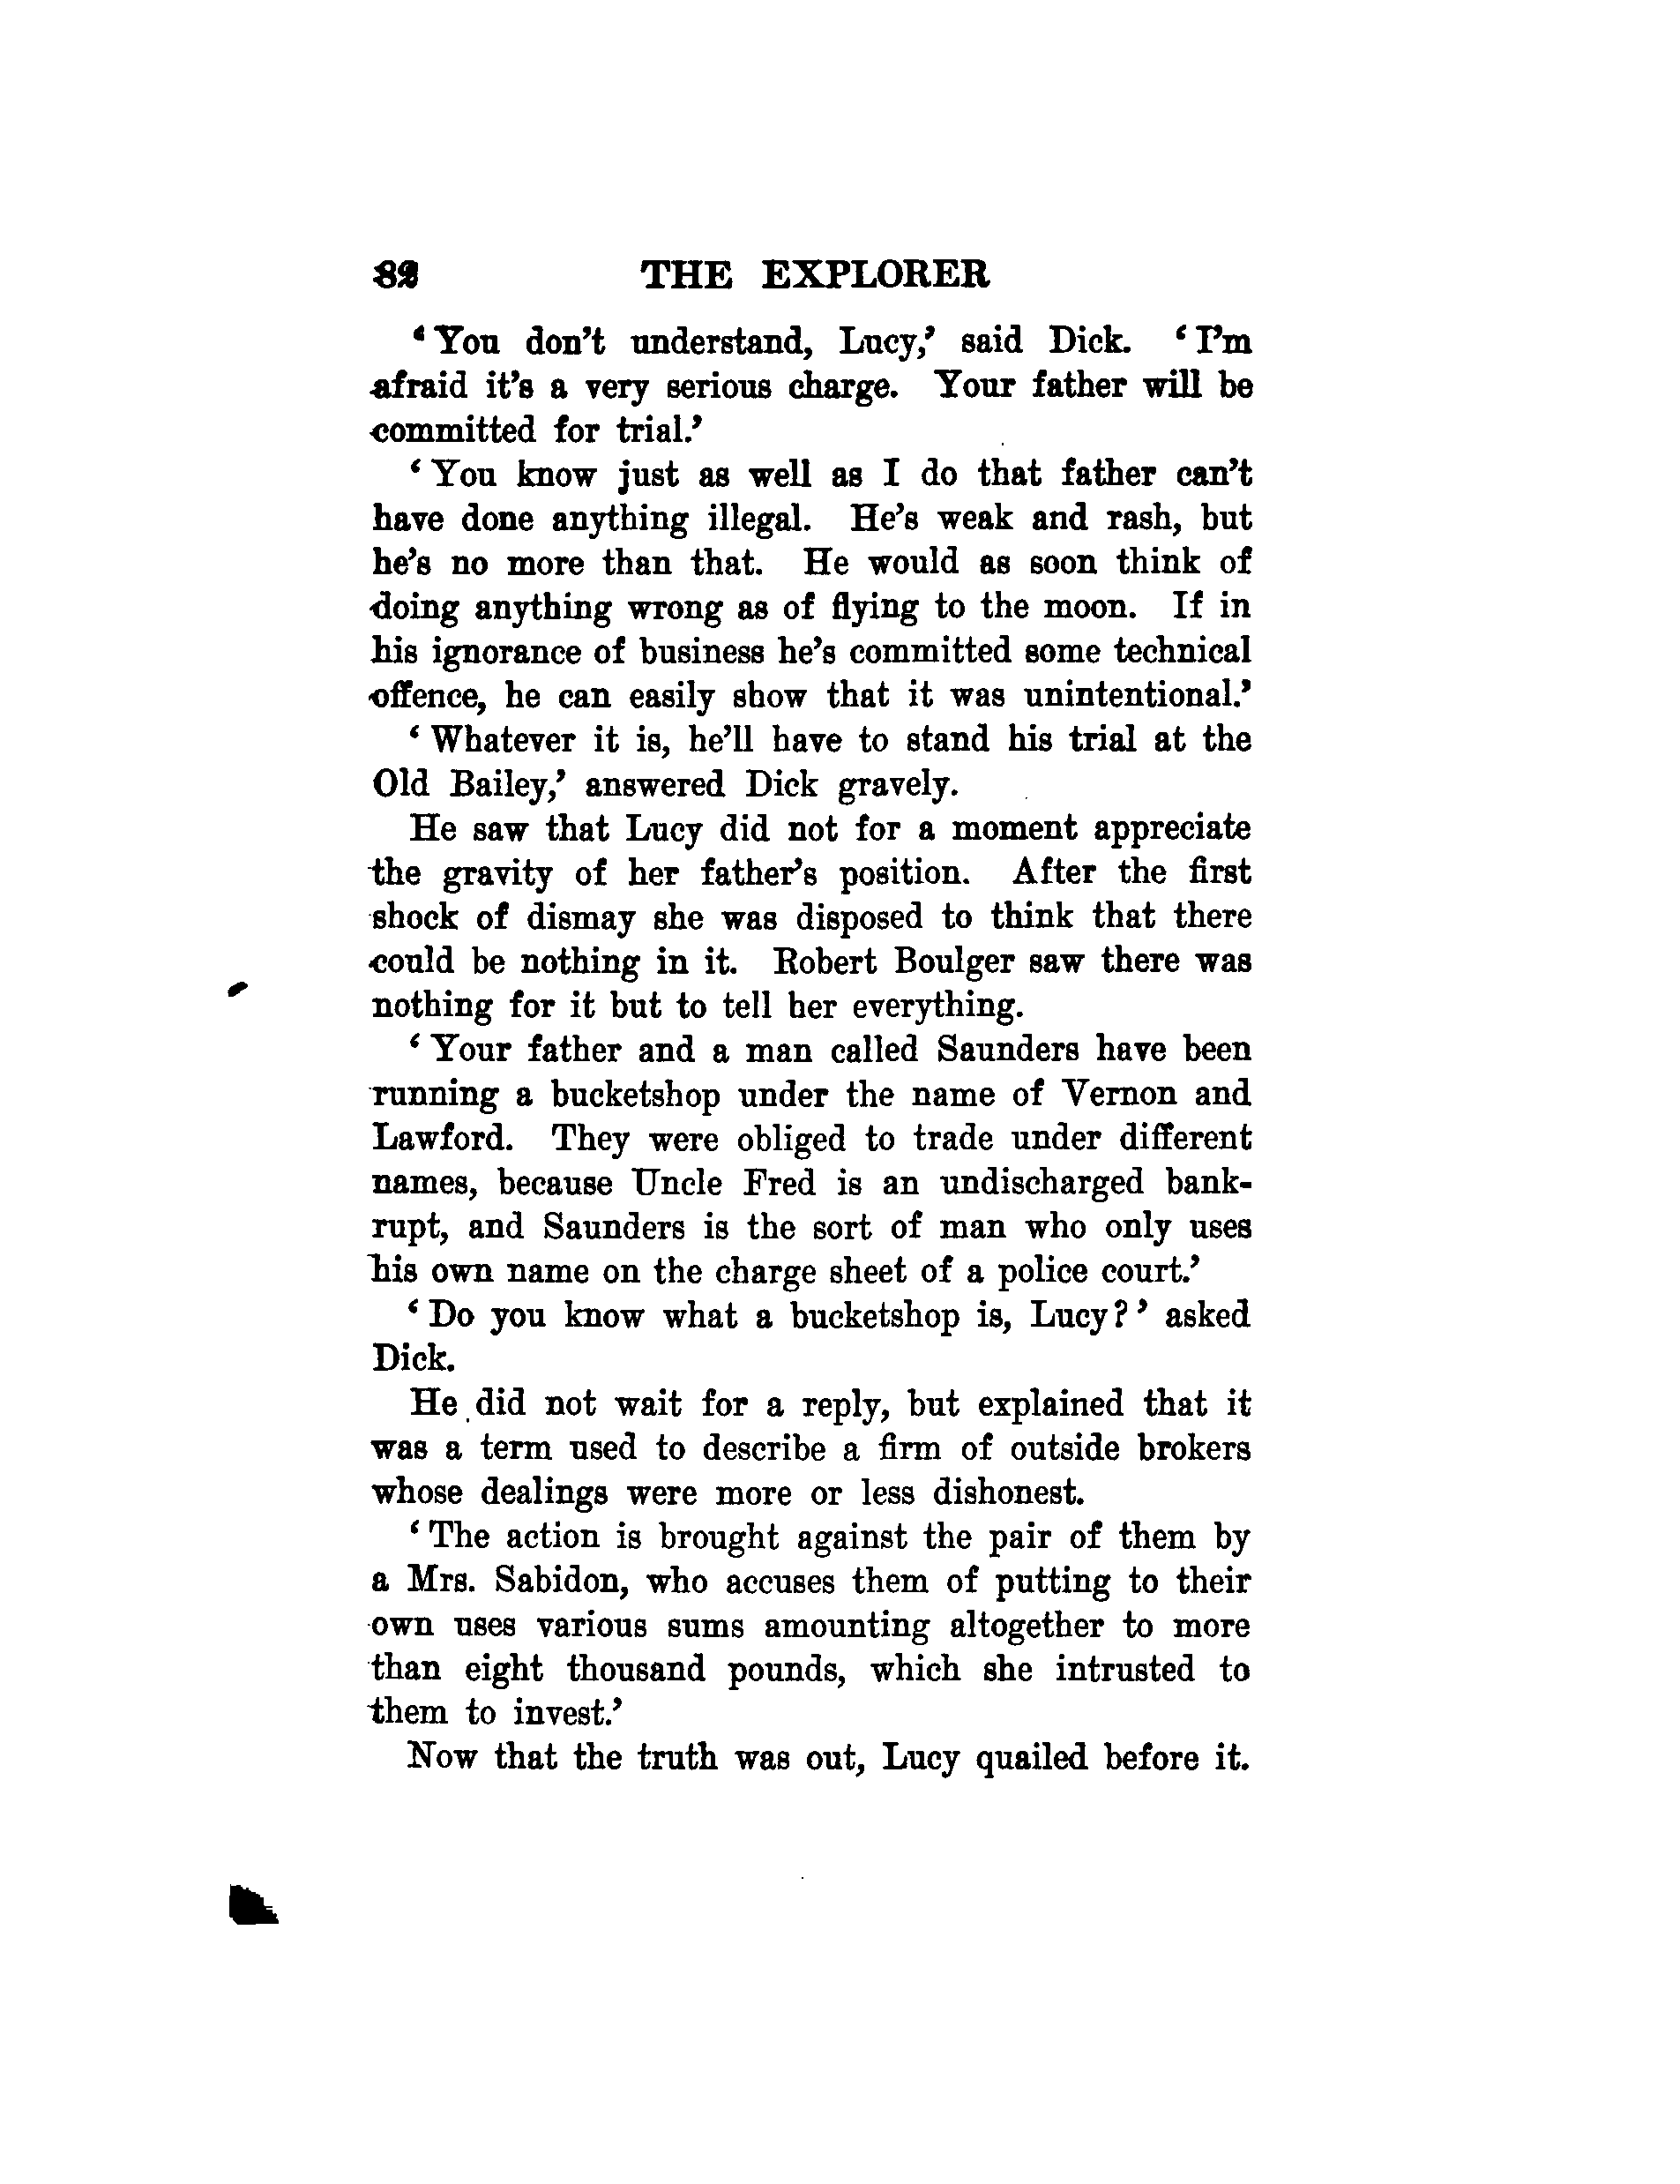 82 THE EXPLORER
‘You don’t understand, Lucy,’ said Dick. ‘I’m
afraid it’s a very serious charge. Your father will be
committed for trial.’
‘You know just as well as I do that father can’t
have done anything illegal. He’s weak and rash, but
he’s no more than that. He would as soon think of
doing anything wrong as of flying to the moon. If in
his ignorance of business he’s committed some technical
offence, he can easily show that it was unintentional.’
‘Whatever it is, he’ll have to stand his trial at the
Old Bailey,’ answered Dick gravely.
He saw that Lucy did not for a moment appreciate
the gravity of her father’s position. After the first
shock of dismay she was disposed to think that there
could be nothing in it. Robert Boulger saw there was
nothing for it but to tell her everything.
‘Your father and a man called Saunders have been
running a bucketshop under the name of Vernon and
Lawford. They were obliged to trade under different
names, because Uncle Fred is an undischarged bank-
rupt, and Saunders is the sort of man who only uses
his own name on the charge sheet of a police court.’
‘Do you know what a bucketshop is, Lucy?’ asked
Dick.
He did not wait for a reply, but explained that it
was a term used to describe a firm of outside brokers
whose dealings were more or less dishonest.
‘The action is brought against the pair of them by
a Mrs. Sabidon, who accuses them of putting to their
own uses various sums amounting altogether to more
than eight thousand pounds, which she intrusted to
them to invest.’
Now that the truth was out, Lucy quailed before it.